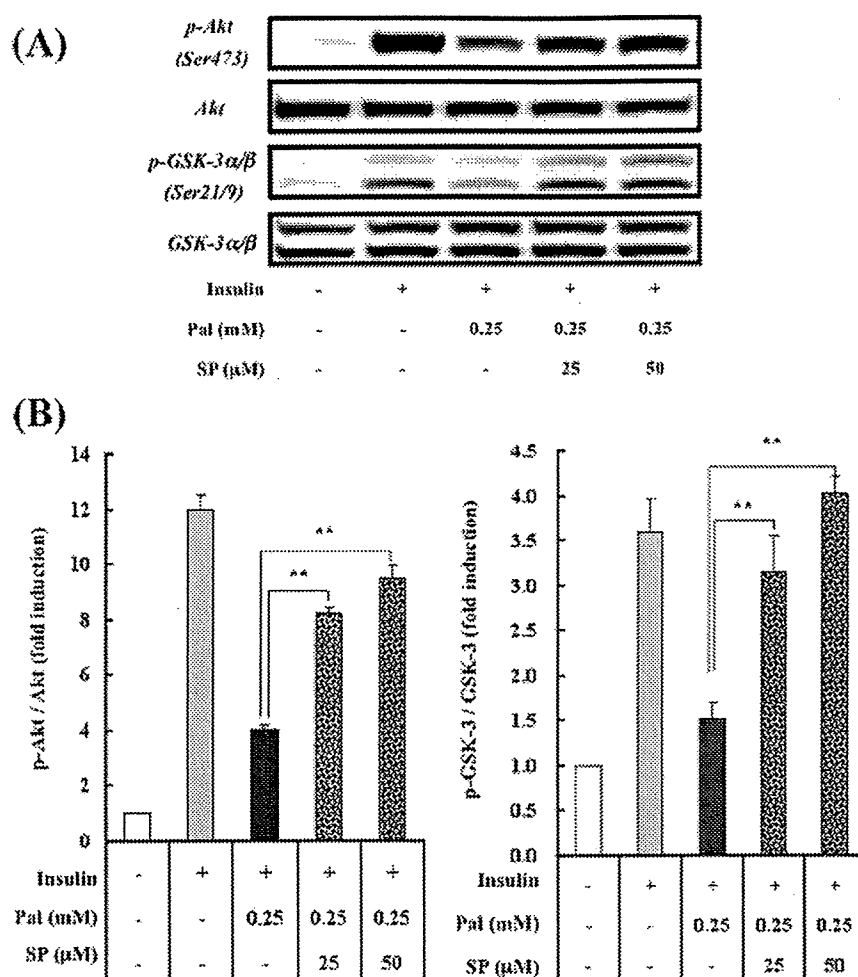 (A)
p-Akt
(Ser473)
Akt
p-GSK-3α/β
(Ser21/9)
GSK-3α/β
Insulin - + + + +
Pal (mM) - - 0.25 0.25 0.25
SP (μM) - - - 25 50
(B)
p-Akt / Akt (fold induction)
14
12
10
8
6
4
2
0
**
**
Insulin - + + + +
Pal (mM) - - 0.25 0.25 0.25
SP (μM) - - - 25 50
p-GSK-3 / GSK-3 (fold induction)
4.5
4.0
3.5
3.0
2.5
2.0
1.5
1.0
0.5
0.0
**
**
Insulin - + + + +
Pal (mM) - - 0.25 0.25 0.25
SP (μM) - - - 25 50